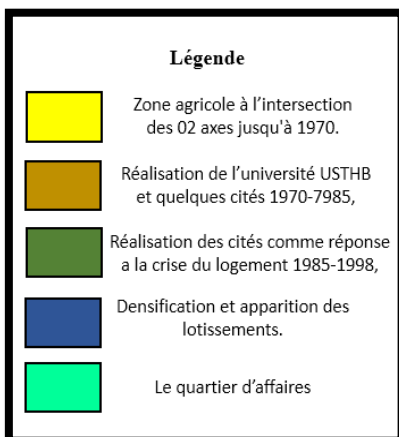 Légende
Zone agricole à l’intersection
des 02 axes jusqu'à 1970.
Réalisation de l’université USTHB
et quelques cités 1970-7985,
Réalisation des cités comme réponse
a la crise du logement 1985-1998,
Densification et apparition des
lotissements.
Le quartier d’affaires